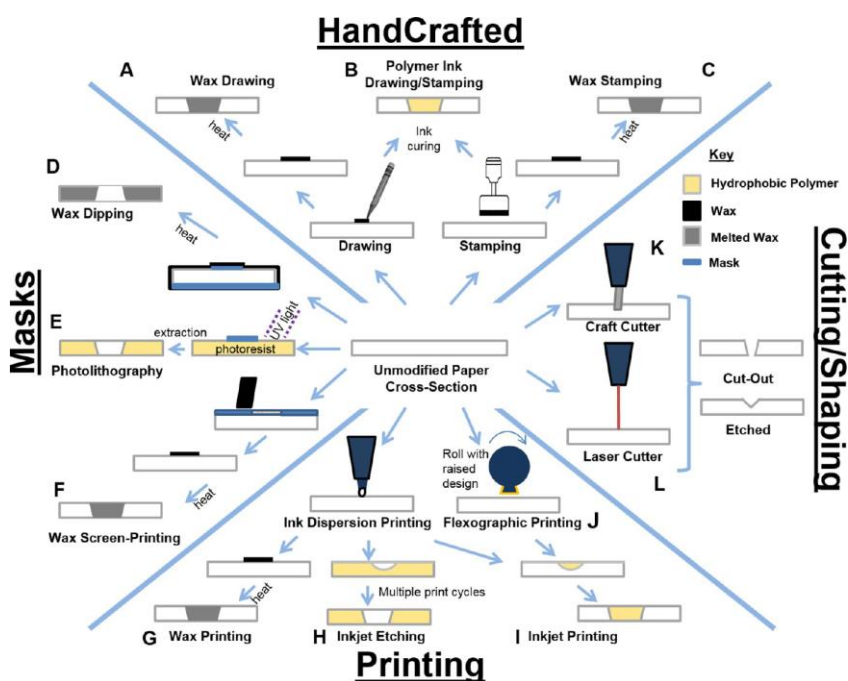 HandCrafted
A
Wax Drawing
B
Polymer Ink
Drawing/Stamping
Wax Stamping
C
heat
Ink
curing
heat
Key
Hydrophobic Polymer
Wax
Melted Wax
Mask
D
Wax Dipping
heat
Drawing
Stamping
K
Craft Cutter
Masks
E
extraction
UV light
photoresist
Photolithography
Unmodified Paper
Cross-Section
Cutting/Shaping
Cut-Out
Etched
Laser Cutter
L
F
heat
Wax Screen-Printing
Roll with
raised
design
Ink Dispersion Printing
Flexographic Printing
J
heat
Multiple print cycles
G
Wax Printing
H
Inkjet Etching
I
Inkjet Printing
Printing